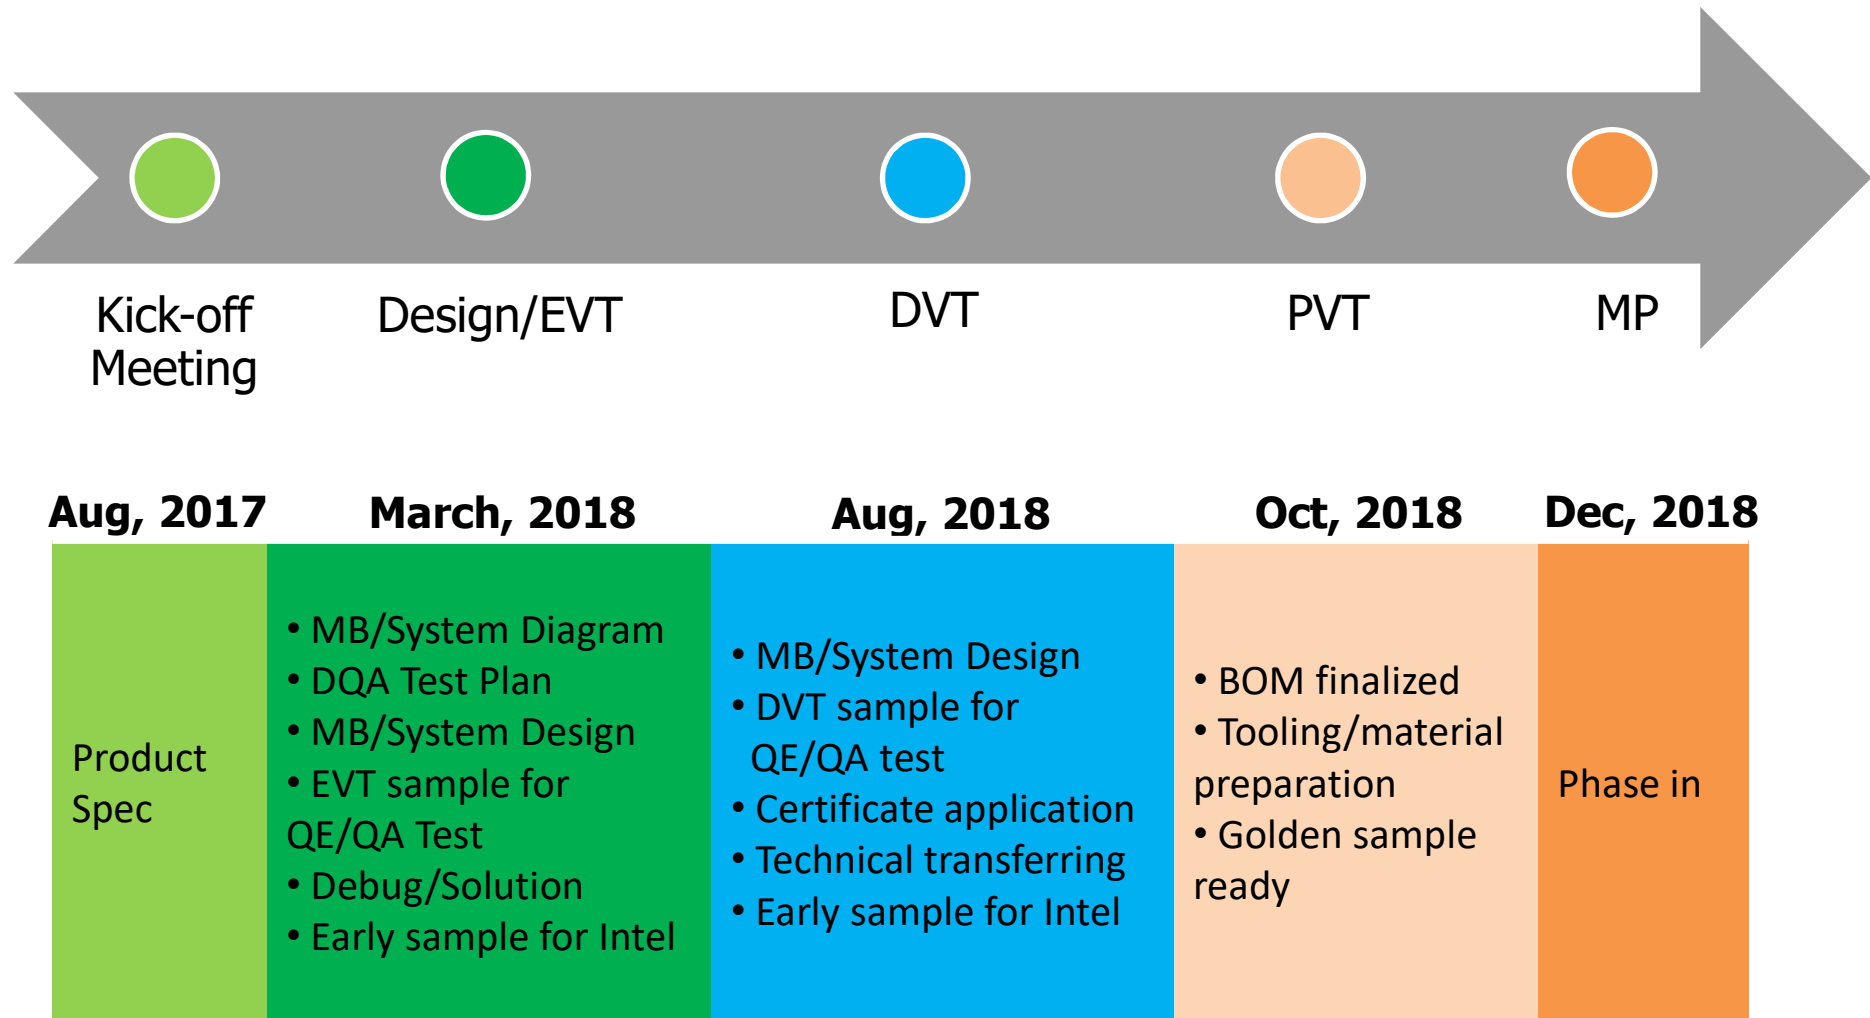 Kick-off
Meeting
Design/EVT
DVT
PVT
MP
Aug, 2017
March, 2018
Aug, 2018
Oct, 2018
Dec, 2018
Product
Spec
• MB/System Diagram
• DQA Test Plan
• MB/System Design
• EVT sample for
QE/QA Test
• Debug/Solution
• Early sample for Intel
• MB/System Design
• DVT sample for
QE/QA test
• Certificate application
• Technical transferring
• Early sample for Intel
• BOM finalized
• Tooling/material
preparation
• Golden sample
ready
Phase in